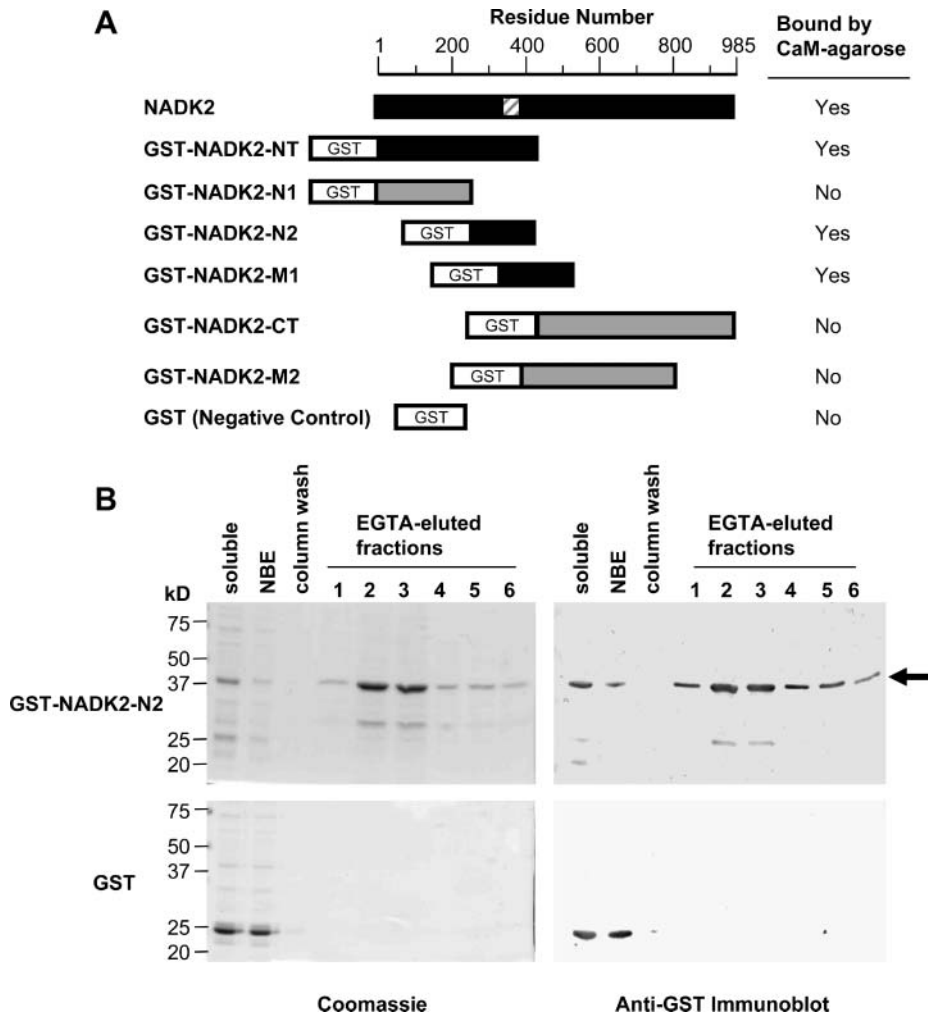 A
Residue Number
Bound by
CaM-agarose
1 200 400 600 800 985
NADK2 Yes
GST-NADK2-NT GST Yes
GST-NADK2-N1 GST No
GST-NADK2-N2 GST Yes
GST-NADK2-M1 GST Yes
GST-NADK2-CT GST No
GST-NADK2-M2 GST No
GST (Negative Control) GST No
B
soluble NBE column wash EGTA-eluted fractions soluble NBE column wash EGTA-eluted fractions
kD 1 2 3 4 5 6 1 2 3 4 5 6
75
50
37
GST-NADK2-N2
25
20
75
50
37
GST
25
20
Coomassie Anti-GST Immunoblot